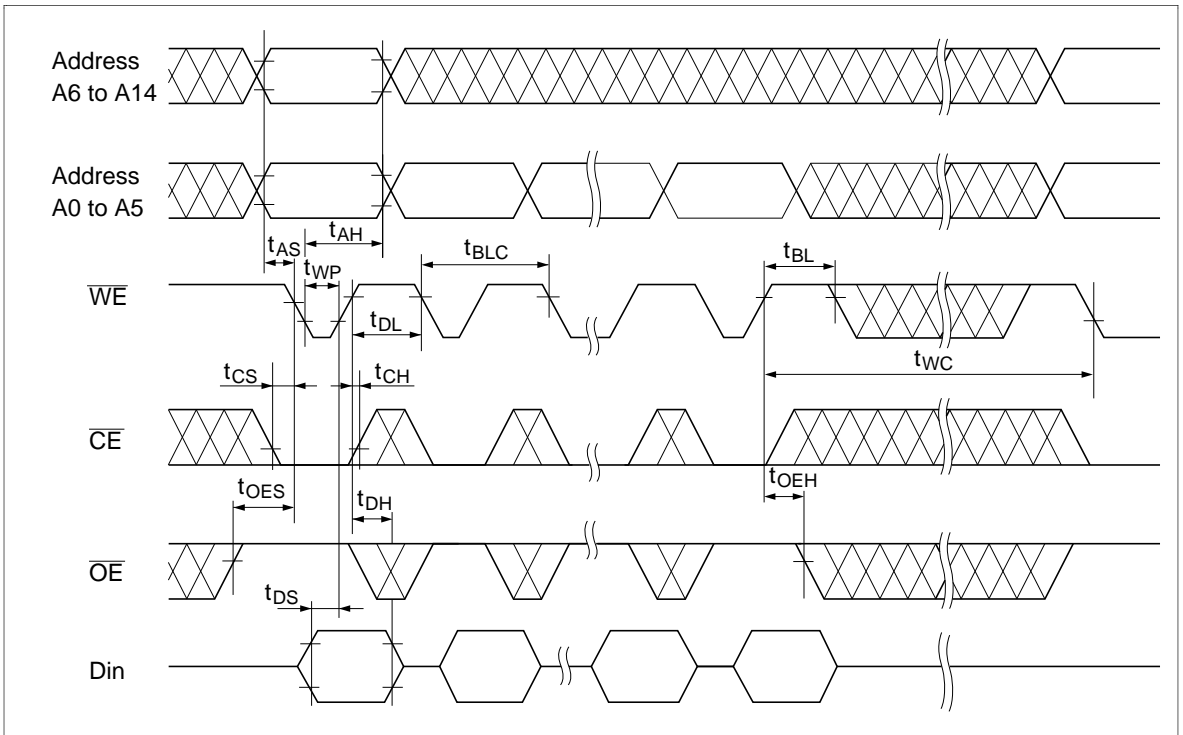 Address
A6 to A14
Address
A0 to A5
tAS
tAH
tWP
tBLC
tBL
WE
tDL
tWC
tCS
tCH
CE
tOES
tDH
tOEH
OE
tDS
Din